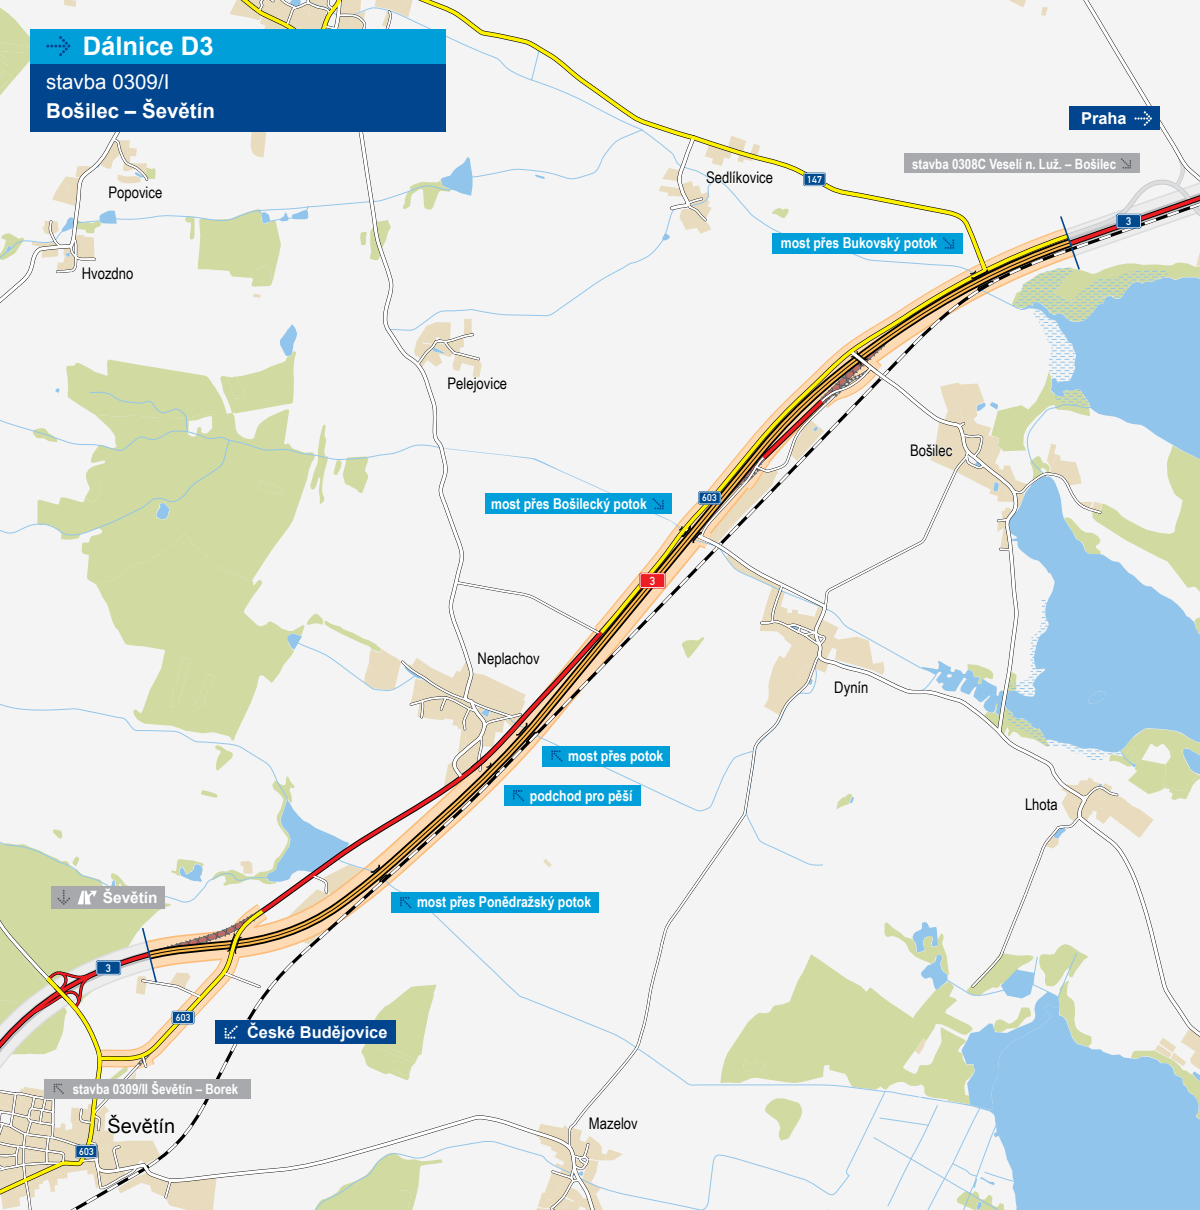 Dálnice D3
stavba 0309/I
Bošilec – Ševětín
Praha
stavba 0308C Veselí n. Luž. – Bošilec
Sedlíkovice
147
Popovice
3
most přes Bukovský potok
Hvozdno
Pelejovice
Bošilec
603
most přes Bošilecký potok
3
Neplachov
Dynín
most přes potok
podchod pro pěší
Lhota
Ševětín
most přes Ponědražský potok
3
603
České Budějovice
stavba 0309/II Ševětín – Borek
Ševětín
Mazelov
603